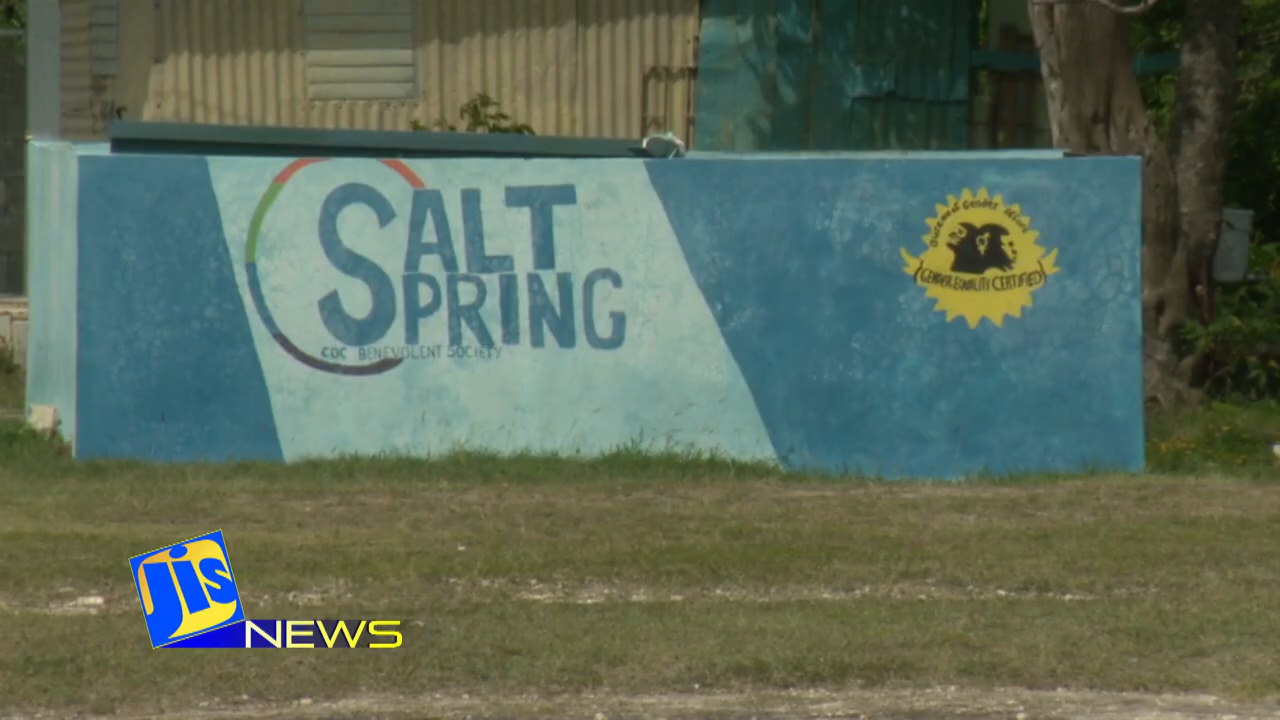 SALT
SPRING
CDC BENEVOLENT SOCIETY
GENDER EQUALITY CERTIFIED
JIS
NEWS